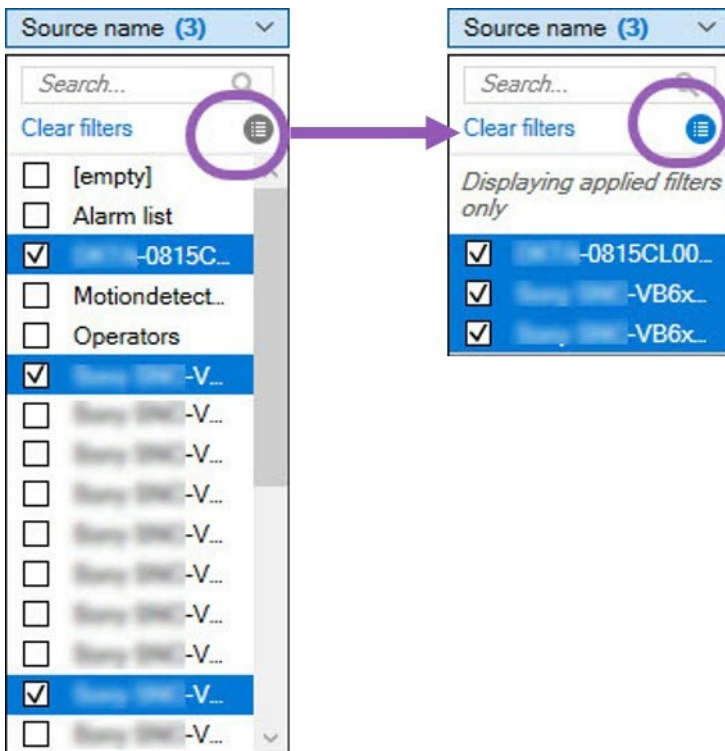 Source name (3)
Search...
Clear filters
[empty]
Alarm list
-0815C...
Motiondetect...
Operators
-V...
-V...
-V...
-V...
-V...
-V...
-V...
-V...
-V...
-V...
Source name (3)
Search...
Clear filters
Displaying applied filters
only
-0815CL00...
-VB6x...
-VB6x...